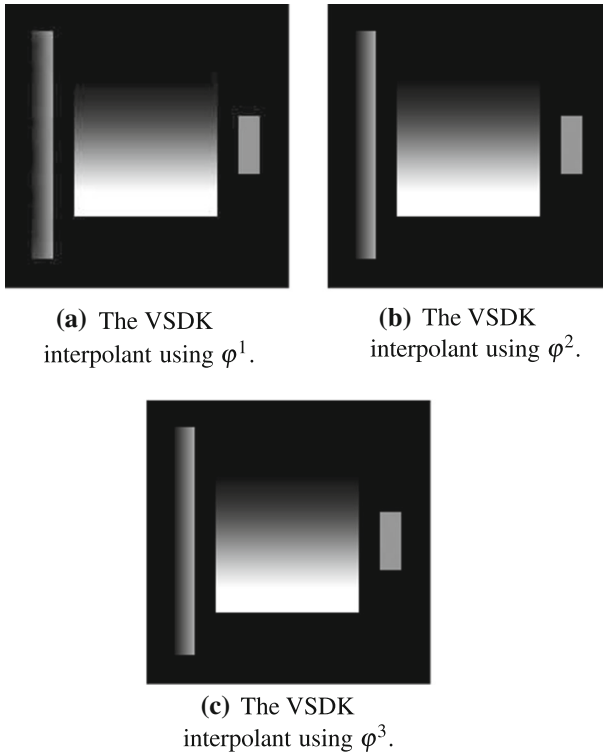 (a) The VSDK
interpolant using φ¹.
(b) The VSDK
interpolant using φ².
(c) The VSDK
interpolant using φ³.